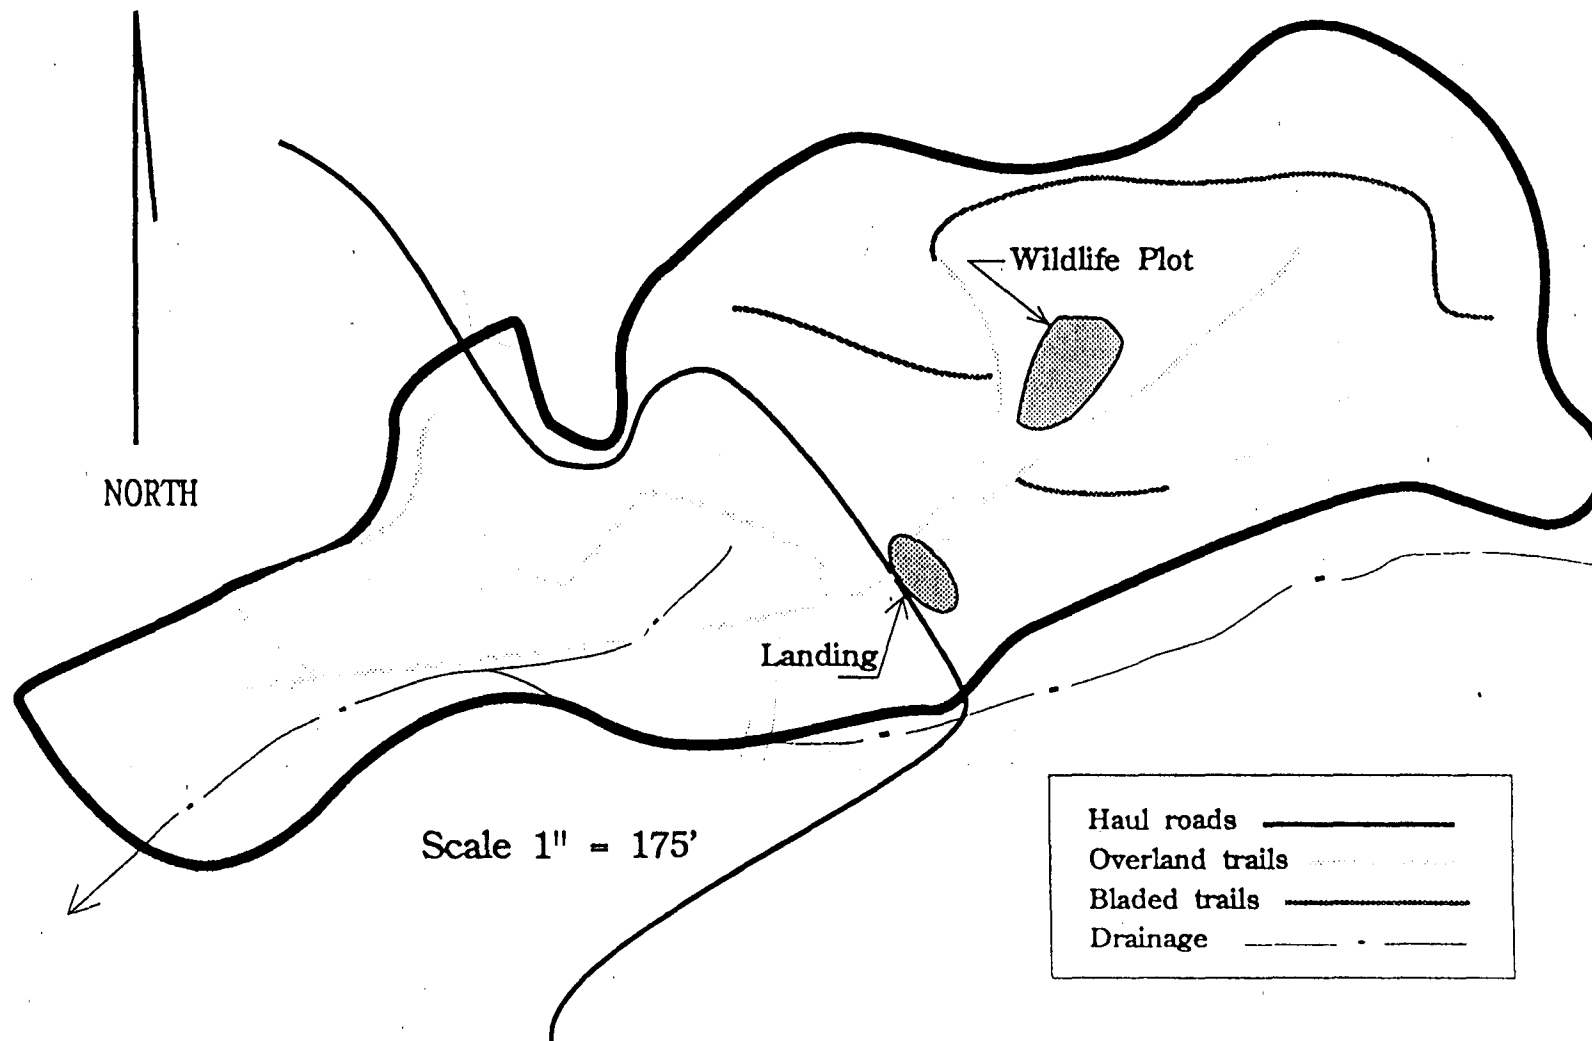 Wildlife Plot
NORTH
Landing
Scale 1" = 175'
Haul roads
Overland trails
Bladed trails
Drainage